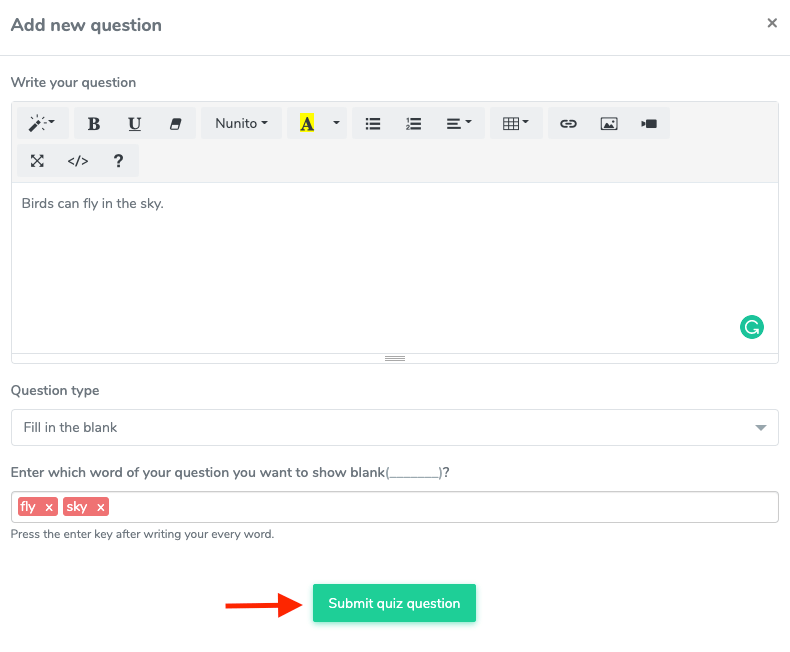 Add new question
×
Write your question
B U Nunito A
</> ?
Birds can fly in the sky.
Question type
Fill in the blank
Enter which word of your question you want to show blank(_______)?
fly x sky x
Press the enter key after writing your every word.
Submit quiz question